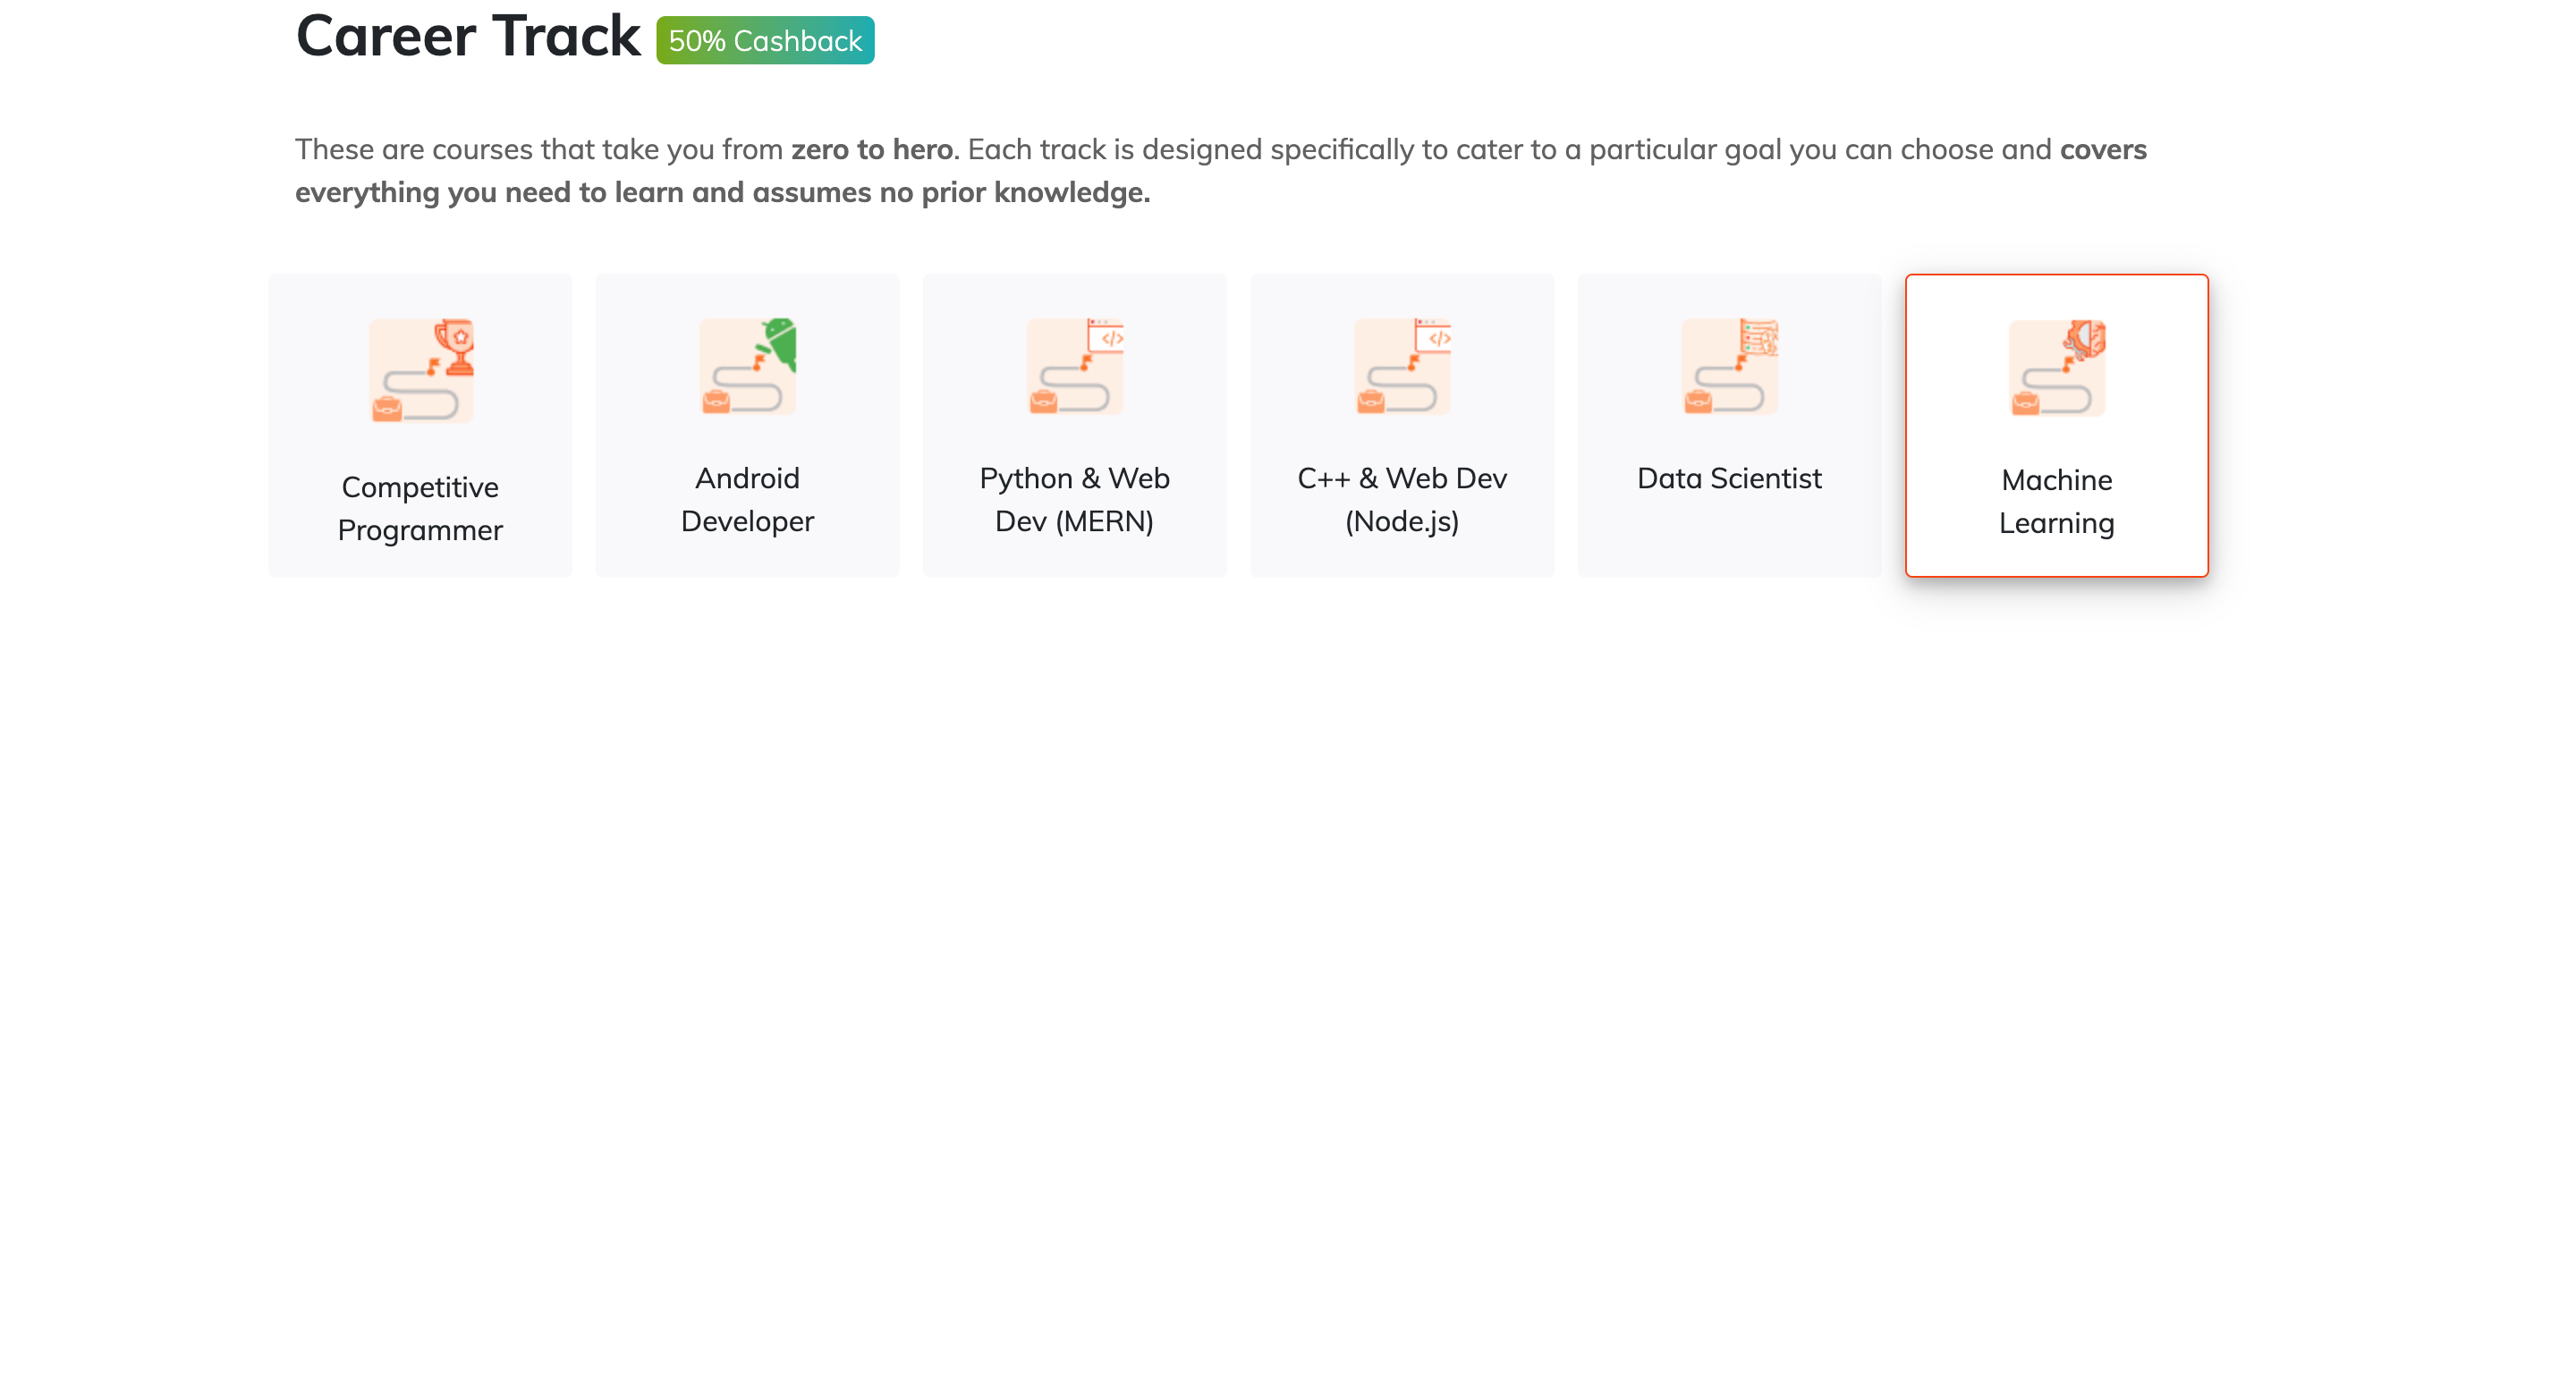 Career Track
50% Cashback
These are courses that take you from zero to hero. Each track is designed specifically to cater to a particular goal you can choose and covers
everything you need to learn and assumes no prior knowledge.
Competitive
Programmer
Android
Developer
Python & Web
Dev (MERN)
C++ & Web Dev
(Node.js)
Data Scientist
Machine
Learning